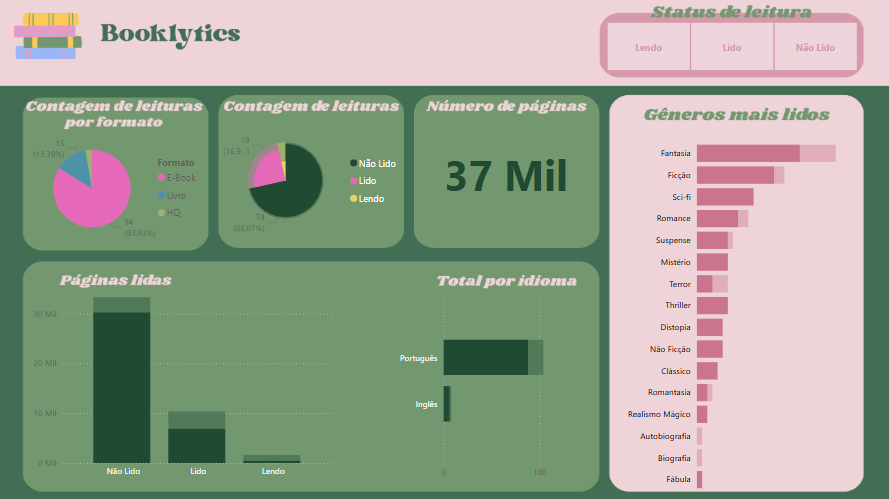 Booklytics
Status de leitura
Lendo
Lido
Não Lido
Contagem de leituras
por formato
15
(13,39%)
94
(83,93%)
Formato
E-Book
Livro
HQ
Contagem de leituras
19
(16,9...)
74
(66,07%)
Não Lido
Lido
Lendo
Número de páginas
37 Mil
Gêneros mais lidos
Fantasia
Ficção
Sci-fi
Romance
Suspense
Mistério
Terror
Thriller
Distopia
Não Ficção
Clássico
Romantasia
Realismo Mágico
Autobiografia
Biografia
Fábula
Páginas lidas
30 Mil
20 Mil
10 Mil
0 Mil
Não Lido
Lido
Lendo
Total por idioma
Português
Inglês
0
100